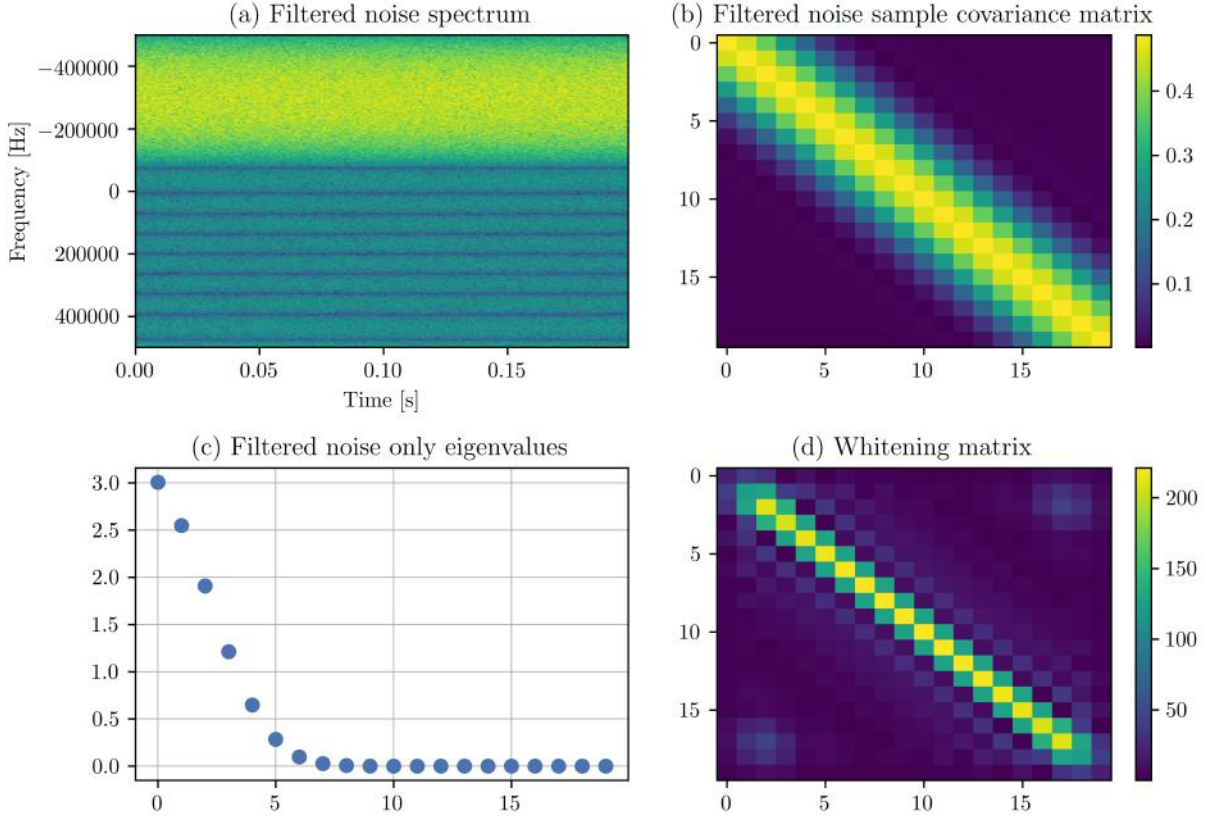 (a) Filtered noise spectrum
−400000
−200000
0
200000
400000
Frequency [Hz]
0.00 0.05 0.10 0.15
Time [s]
(b) Filtered noise sample covariance matrix
0
5
10
15
0 5 10 15
0.4
0.3
0.2
0.1
(c) Filtered noise only eigenvalues
3.0
2.5
2.0
1.5
1.0
0.5
0.0
0 5 10 15
(d) Whitening matrix
0
5
10
15
0 5 10 15
200
150
100
50